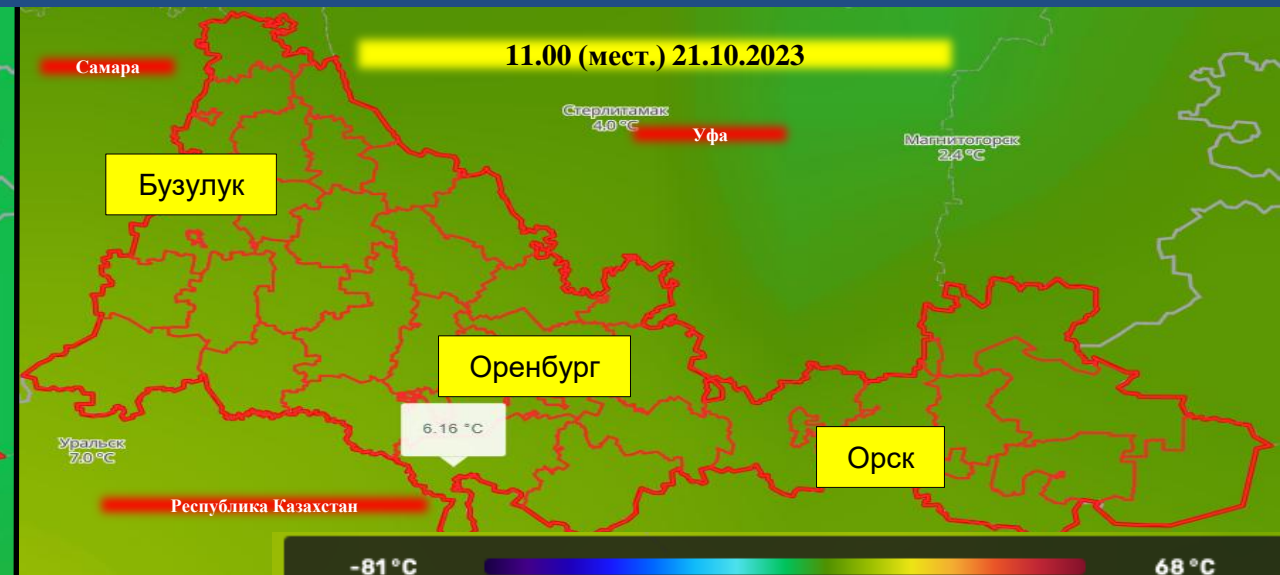 11.00 (мест.) 21.10.2023
Самара
Стерлитамак
4.0 °C
Уфа
Магнитогорск
2.4 °C
Бузулук
Оренбург
6.16 °C
Уральск
7.0 °C
Орск
Республика Казахстан
-81°C
68°C